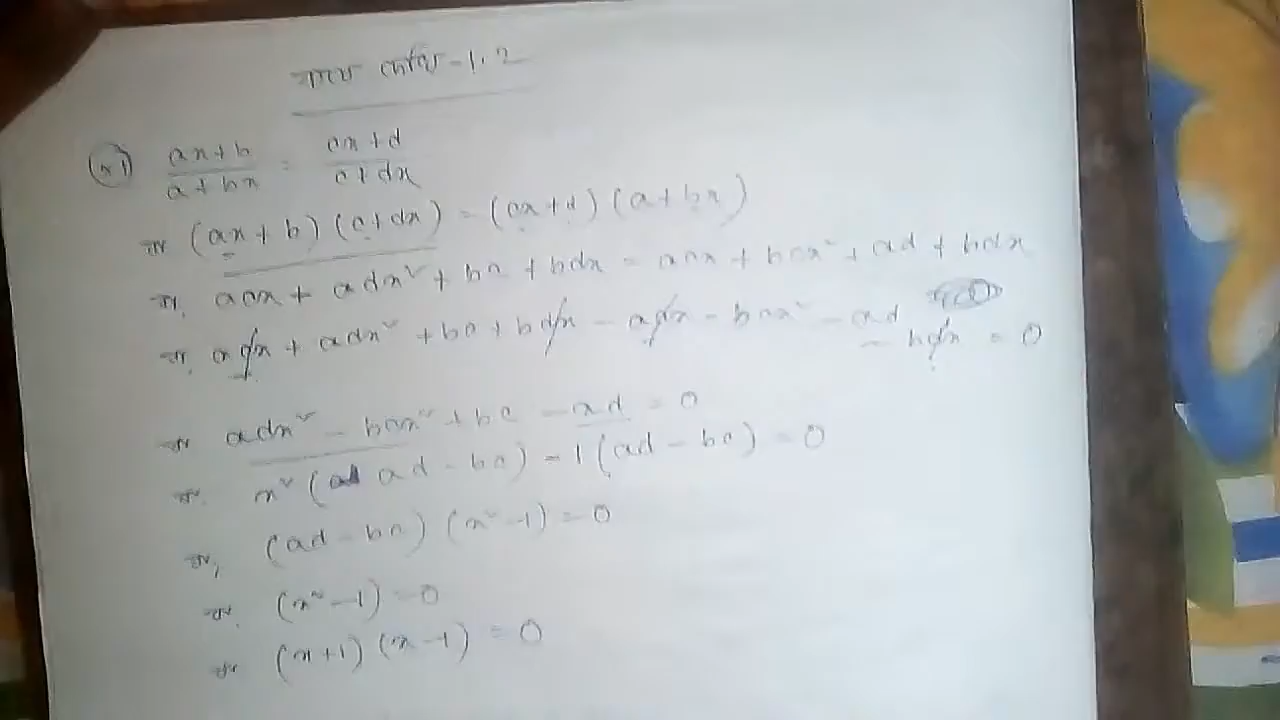 কষে দেখি - 1.2
(xi) (ax+b)/(a+bx) = (cx+d)/(c+dx)
বা (ax+b)(c+dx) = (cx+d)(a+bx)
বা, acx + adx² + bc + bdx = acx + bcx² + ad + bdx
বা, acx + adx² + bc + bdx - acx - bcx² - ad - bdx = 0
বা adx² - bcx² + bc - ad = 0
বা. x² (ad - bc) - 1 (ad - bc) = 0
বা, (ad - bc) (x² - 1) = 0
বা. (x² - 1) = 0
বা (x+1) (x-1) = 0